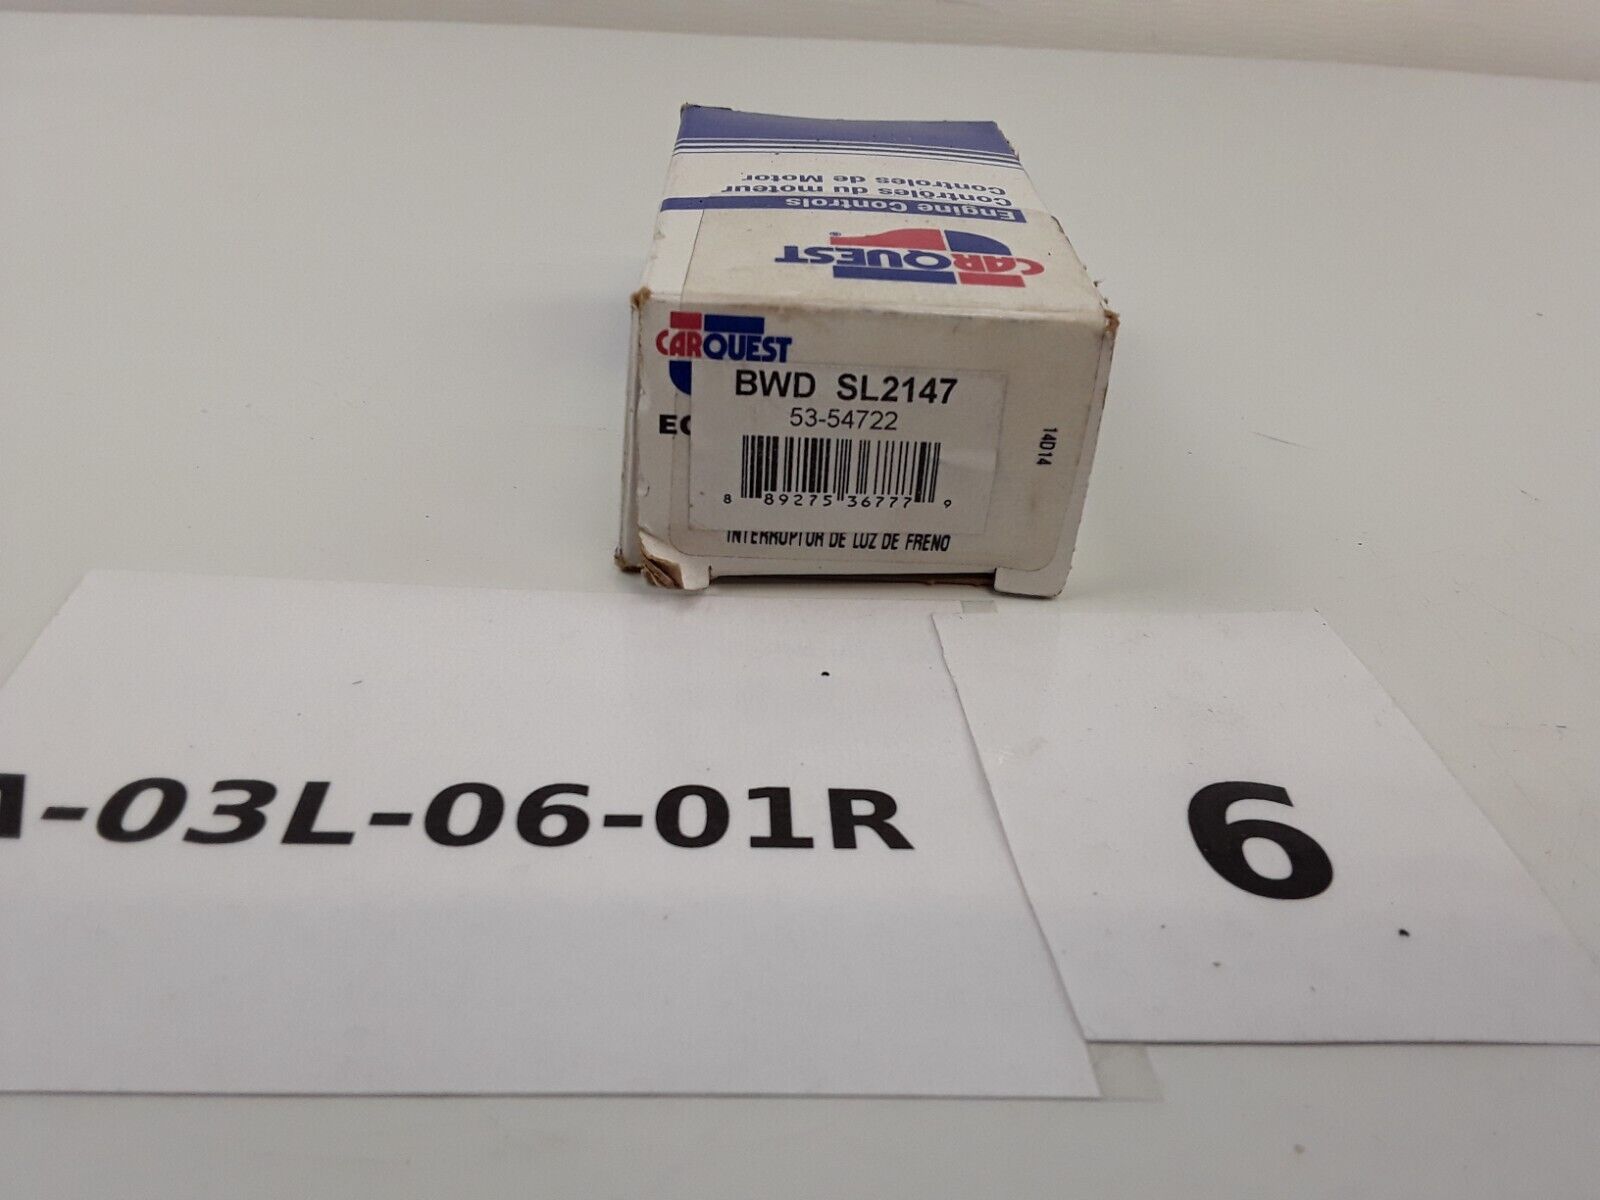 Controles de Motor
Contrôles du moteur
Engine Controls
CARQUEST®
CARQUEST
BWD SL2147
53-54722
8 89275 36777 9
14D14
INTERRUPTOR DE LUZ DE FRENO
-03L-06-01R
6